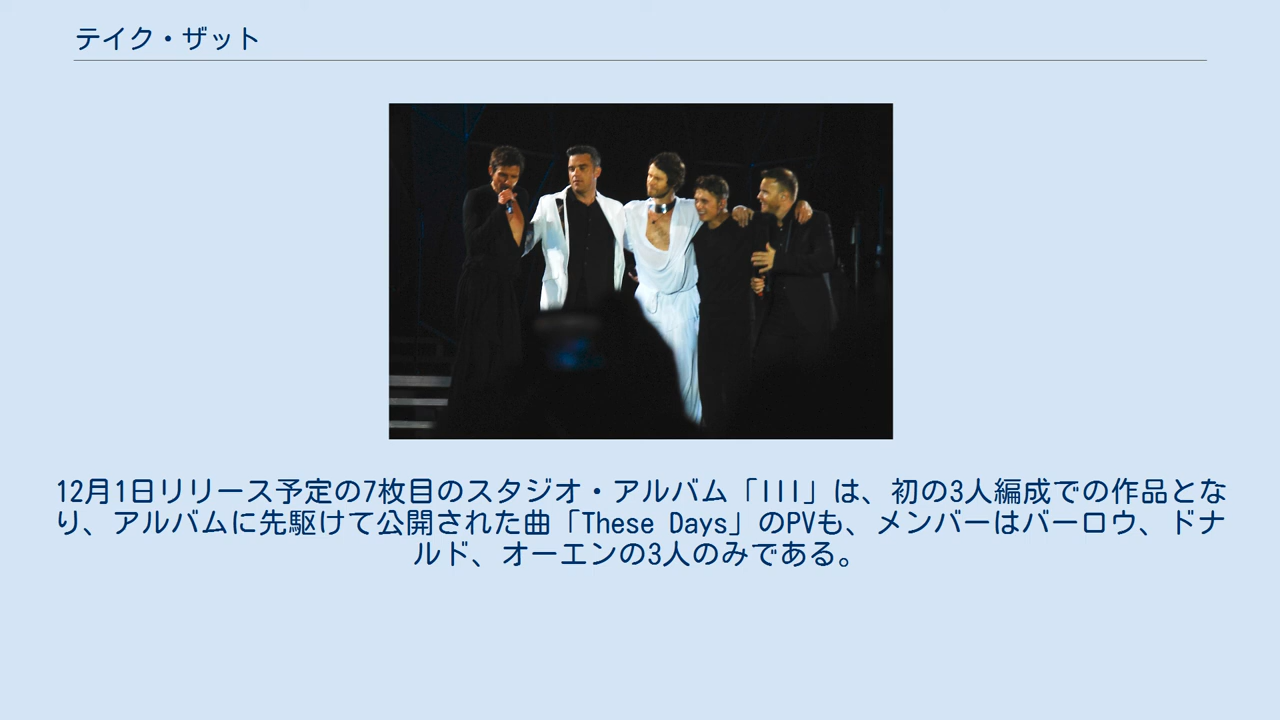 テイク・ザット
12月1日リリース予定の7枚目のスタジオ・アルバム「III」は、初の3人編成での作品とな
り、アルバムに先駆けて公開された曲「These Days」のPVも、メンバーはバーロウ、ドナ
ルド、オーエンの3人のみである。